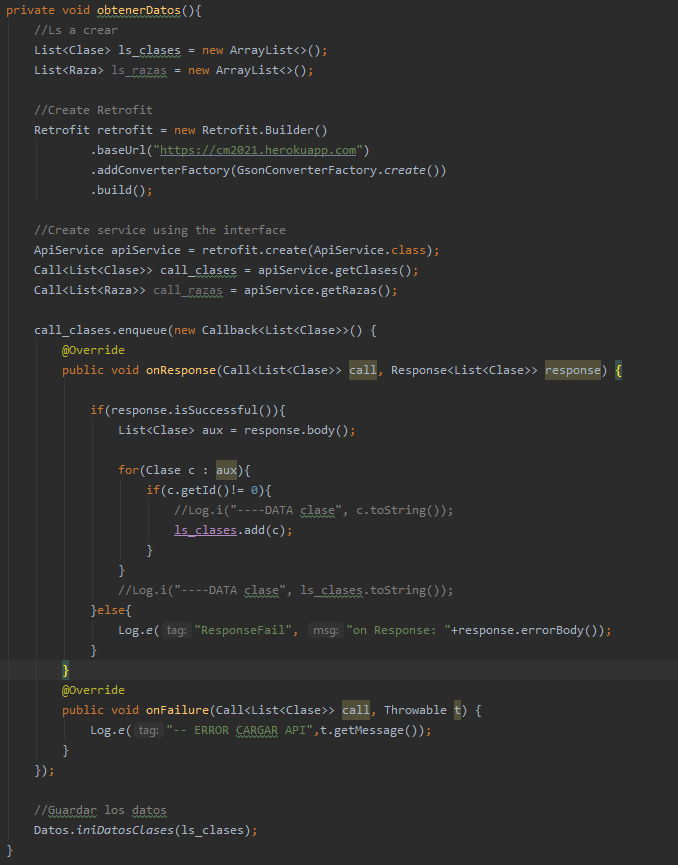 private void obtenerDatos(){
//Ls a crear
List<Clase> ls_clases = new ArrayList<>();
List<Raza> ls_razas = new ArrayList<>();
//Create Retrofit
Retrofit retrofit = new Retrofit.Builder()
.baseUrl("https://cm2021.herokuapp.com")
.addConverterFactory(GsonConverterFactory.create())
.build();
//Create service using the interface
ApiService apiService = retrofit.create(ApiService.class);
Call<List<Clase>> call_clases = apiService.getClases();
Call<List<Raza>> call_razas = apiService.getRazas();
call_clases.enqueue(new Callback<List<Clase>>() {
@Override
public void onResponse(Call<List<Clase>> call, Response<List<Clase>> response) {
if(response.isSuccessful()){
List<Clase> aux = response.body();
for(Clase c : aux){
if(c.getId()!= 0){
//Log.i("----DATA clase", c.toString());
ls_clases.add(c);
}
}
//Log.i("----DATA clase", ls_clases.toString());
}else{
Log.e( tag: "ResponseFail", msg: "on Response: "+response.errorBody());
}
}
@Override
public void onFailure(Call<List<Clase>> call, Throwable t) {
Log.e( tag: "-- ERROR CARGAR API",t.getMessage());
}
});
//Guardar los datos
Datos.iniDatosClases(ls_clases);
}